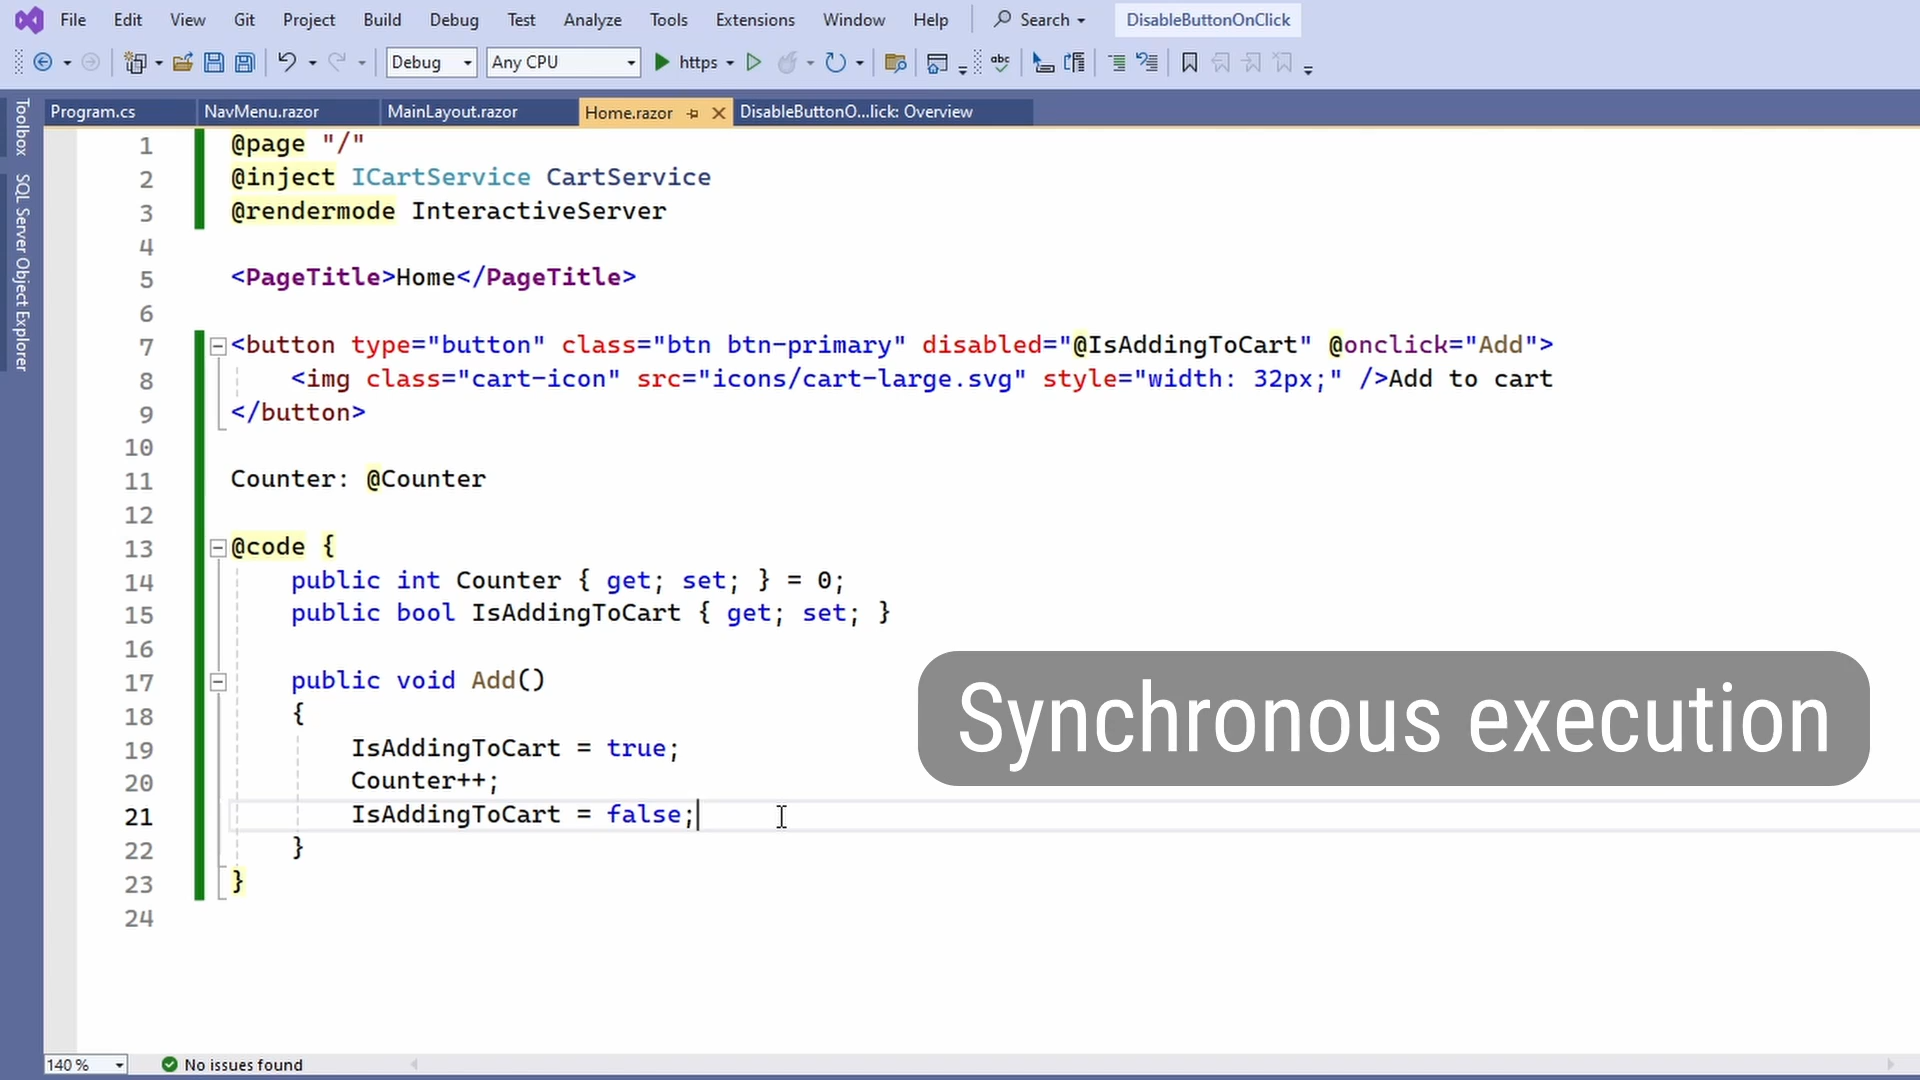 File Edit View Git Project Build Debug Test Analyze Tools Extensions Window Help Search DisableButtonOnClick
Debug Any CPU https abc
Program.cs NavMenu.razor MainLayout.razor Home.razor DisableButtonO...lick: Overview
Toolbox
SQL Server Object Explorer
1 @page "/"
2 @inject ICartService CartService
3 @rendermode InteractiveServer
4
5 <PageTitle>Home</PageTitle>
6
7 <button type="button" class="btn btn-primary" disabled="@IsAddingToCart" @onclick="Add">
8 <img class="cart-icon" src="icons/cart-large.svg" style="width: 32px;" />Add to cart
9 </button>
10
11 Counter: @Counter
12
13 @code {
14 public int Counter { get; set; } = 0;
15 public bool IsAddingToCart { get; set; }
16
17 public void Add()
18 {
19 IsAddingToCart = true;
20 Counter++;
21 IsAddingToCart = false;
22 }
23 }
24
Synchronous execution
140 % No issues found